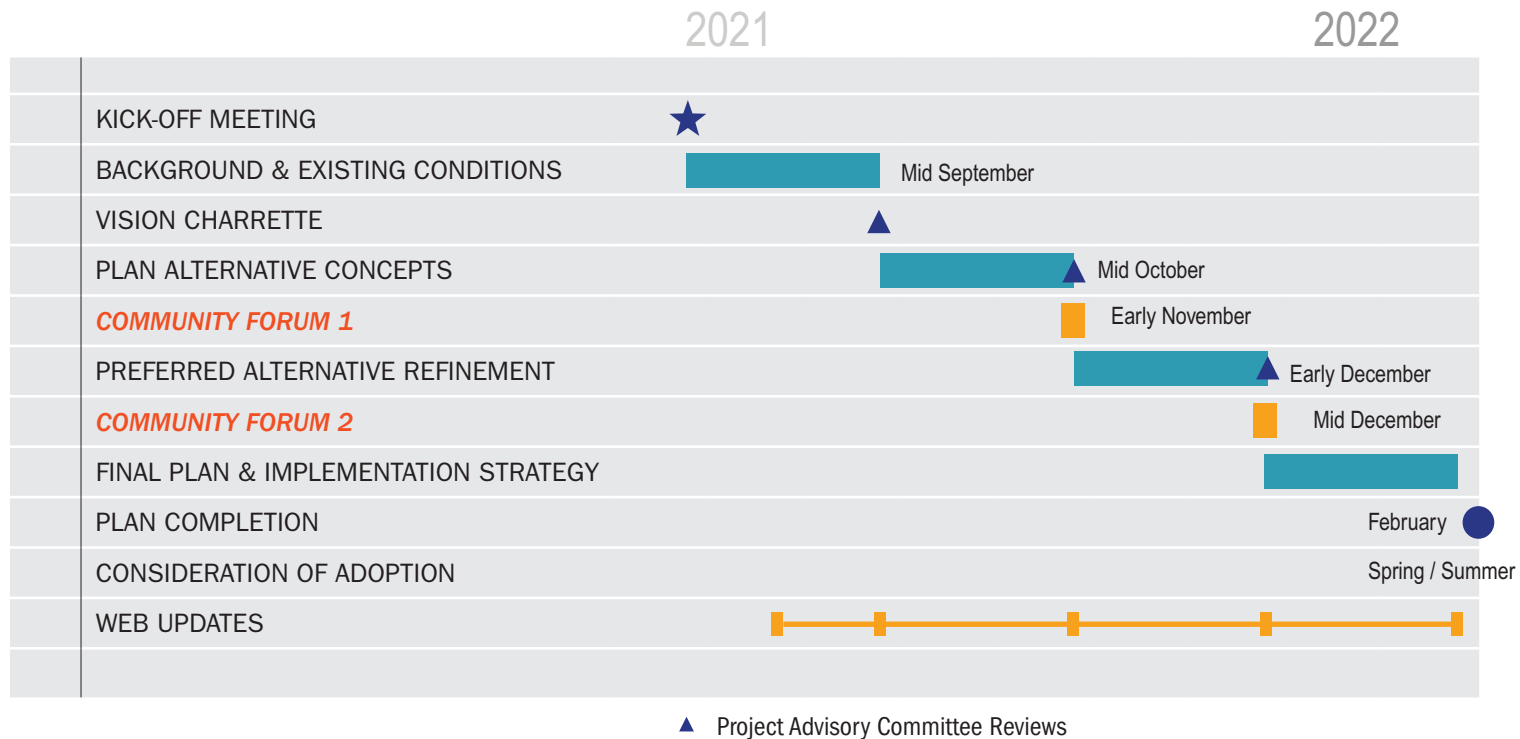 2021 2022
KICK-OFF MEETING
BACKGROUND & EXISTING CONDITIONS Mid September
VISION CHARRETTE
PLAN ALTERNATIVE CONCEPTS Mid October
COMMUNITY FORUM 1 Early November
PREFERRED ALTERNATIVE REFINEMENT Early December
COMMUNITY FORUM 2 Mid December
FINAL PLAN & IMPLEMENTATION STRATEGY
PLAN COMPLETION February
CONSIDERATION OF ADOPTION Spring / Summer
WEB UPDATES
Project Advisory Committee Reviews